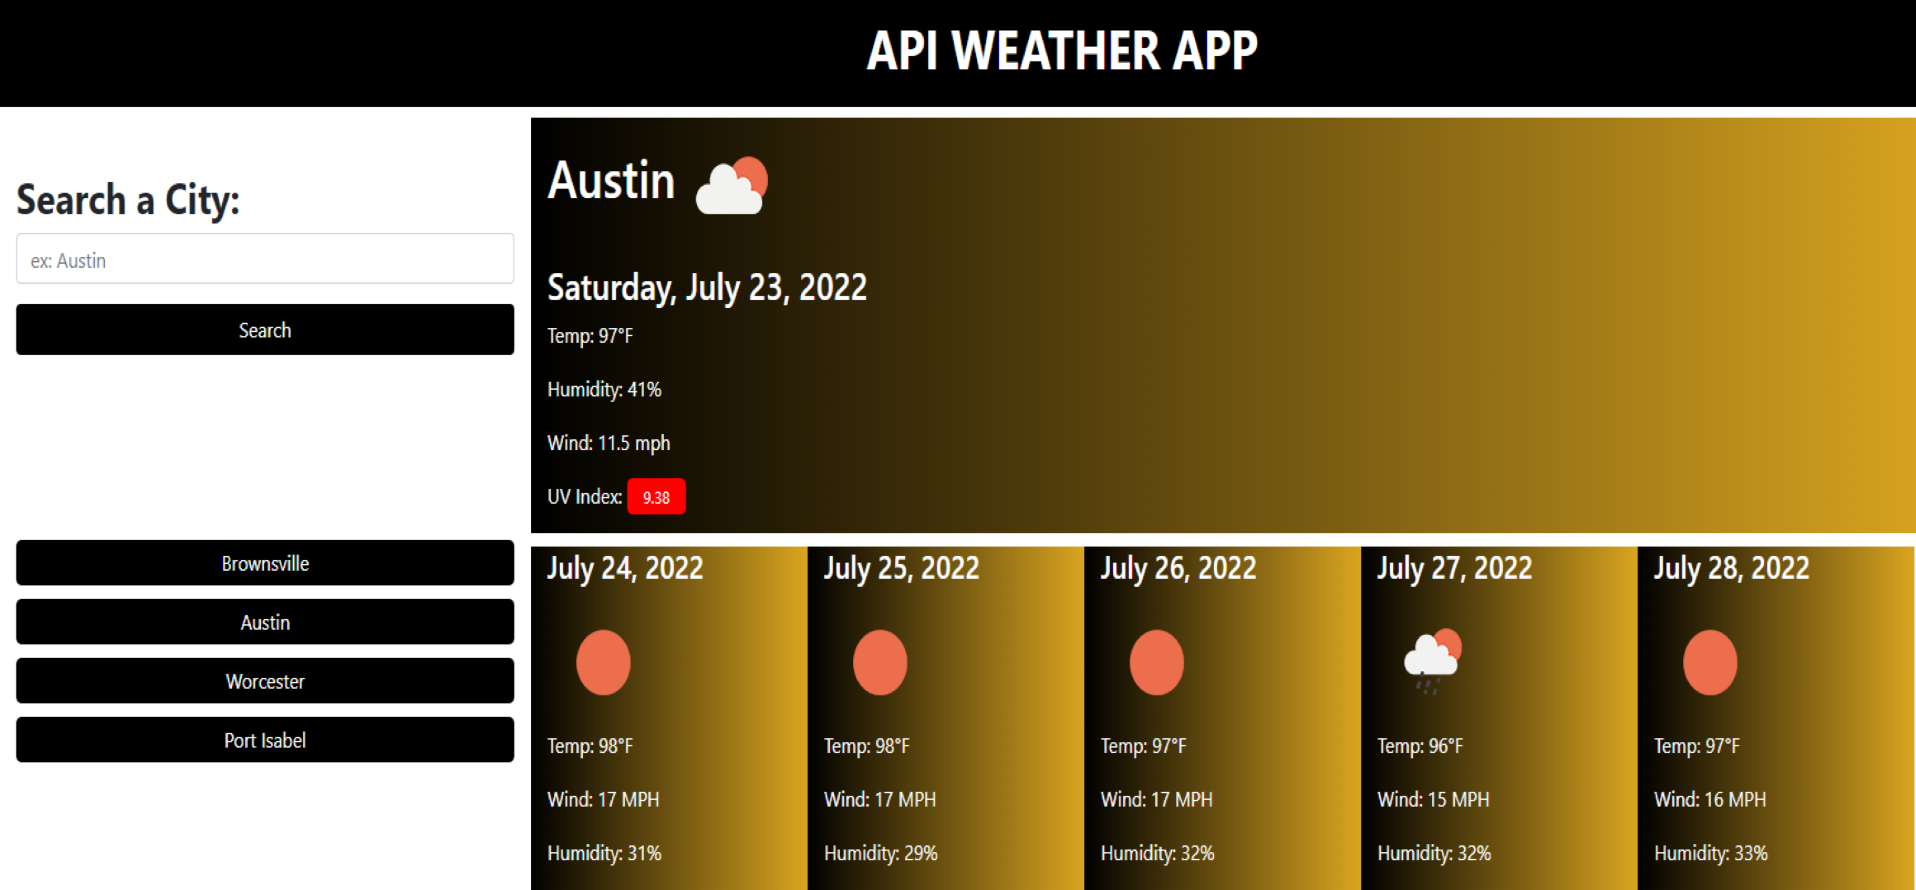 API WEATHER APP
Search a City:
ex: Austin
Search
Brownsville
Austin
Worcester
Port Isabel
Austin
Saturday, July 23, 2022
Temp: 97°F
Humidity: 41%
Wind: 11.5 mph
UV Index: 9.38
July 24, 2022
Temp: 98°F
Wind: 17 MPH
Humidity: 31%
July 25, 2022
Temp: 98°F
Wind: 17 MPH
Humidity: 29%
July 26, 2022
Temp: 97°F
Wind: 17 MPH
Humidity: 32%
July 27, 2022
Temp: 96°F
Wind: 15 MPH
Humidity: 32%
July 28, 2022
Temp: 97°F
Wind: 16 MPH
Humidity: 33%